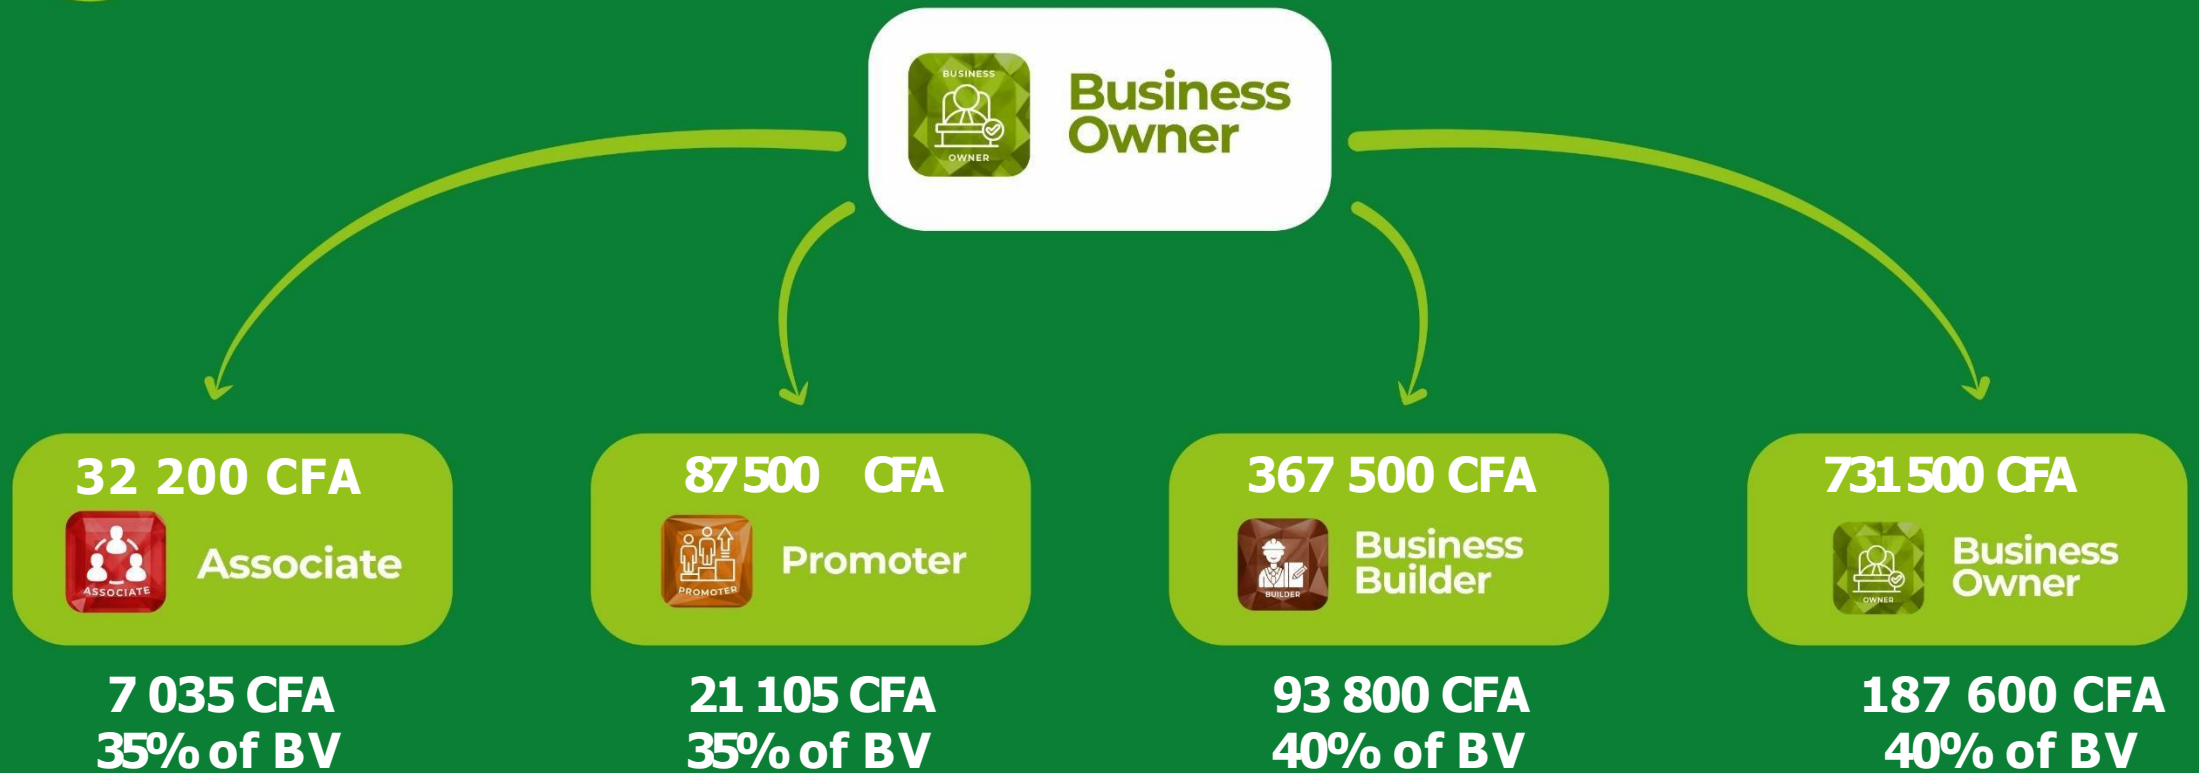 BUSINESS
OWNER
Business
Owner
32 200 CFA
ASSOCIATE
Associate
7 035 CFA
35% of BV
87 500 CFA
PROMOTER
Promoter
21 105 CFA
35% of BV
367 500 CFA
BUILDER
Business
Builder
93 800 CFA
40% of BV
731 500 CFA
OWNER
Business
Owner
187 600 CFA
40% of BV